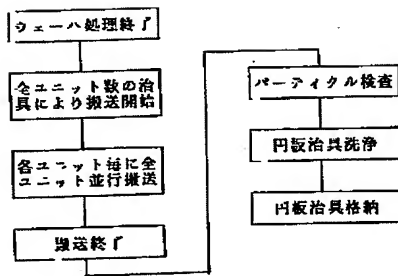 ウェーハ処理終了
全ユニット数の治
具により搬送開始
各ユニット毎に全
ユニット並行搬送
搬送終了
パーティクル検査
円板治具洗浄
円板治具格納